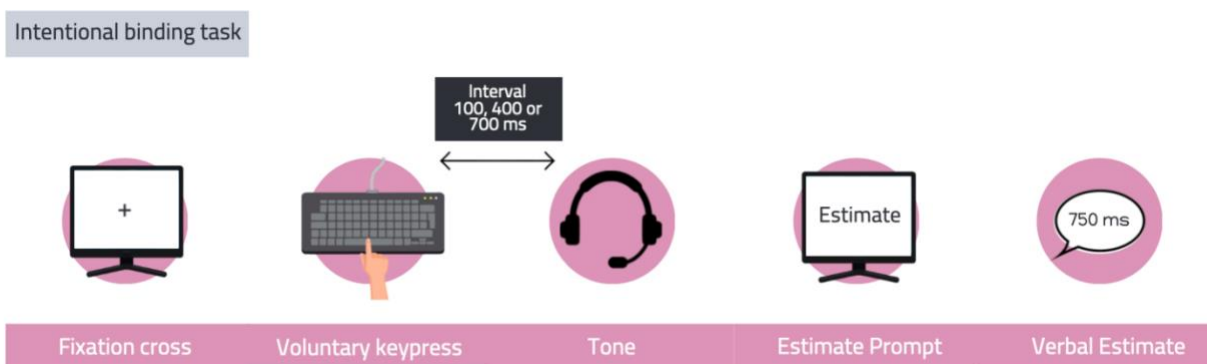 Intentional binding task
Interval
100, 400 or
700 ms
+
Estimate
750 ms
Fixation cross
Voluntary keypress
Tone
Estimate Prompt
Verbal Estimate